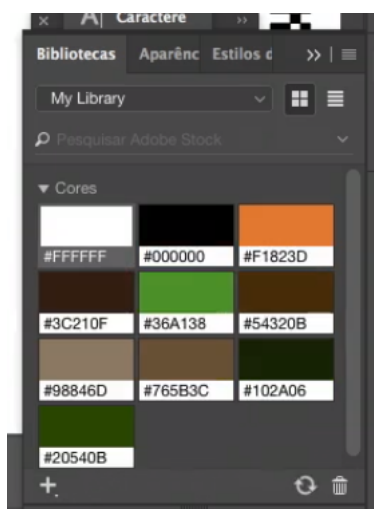 × A| Caractere »
Bibliotecas Aparênc Estilos d »
My Library
Pesquisar Adobe Stock
Cores
#FFFFFF #000000 #F1823D
#3C210F #36A138 #54320B
#98846D #765B3C #102A06
#20540B